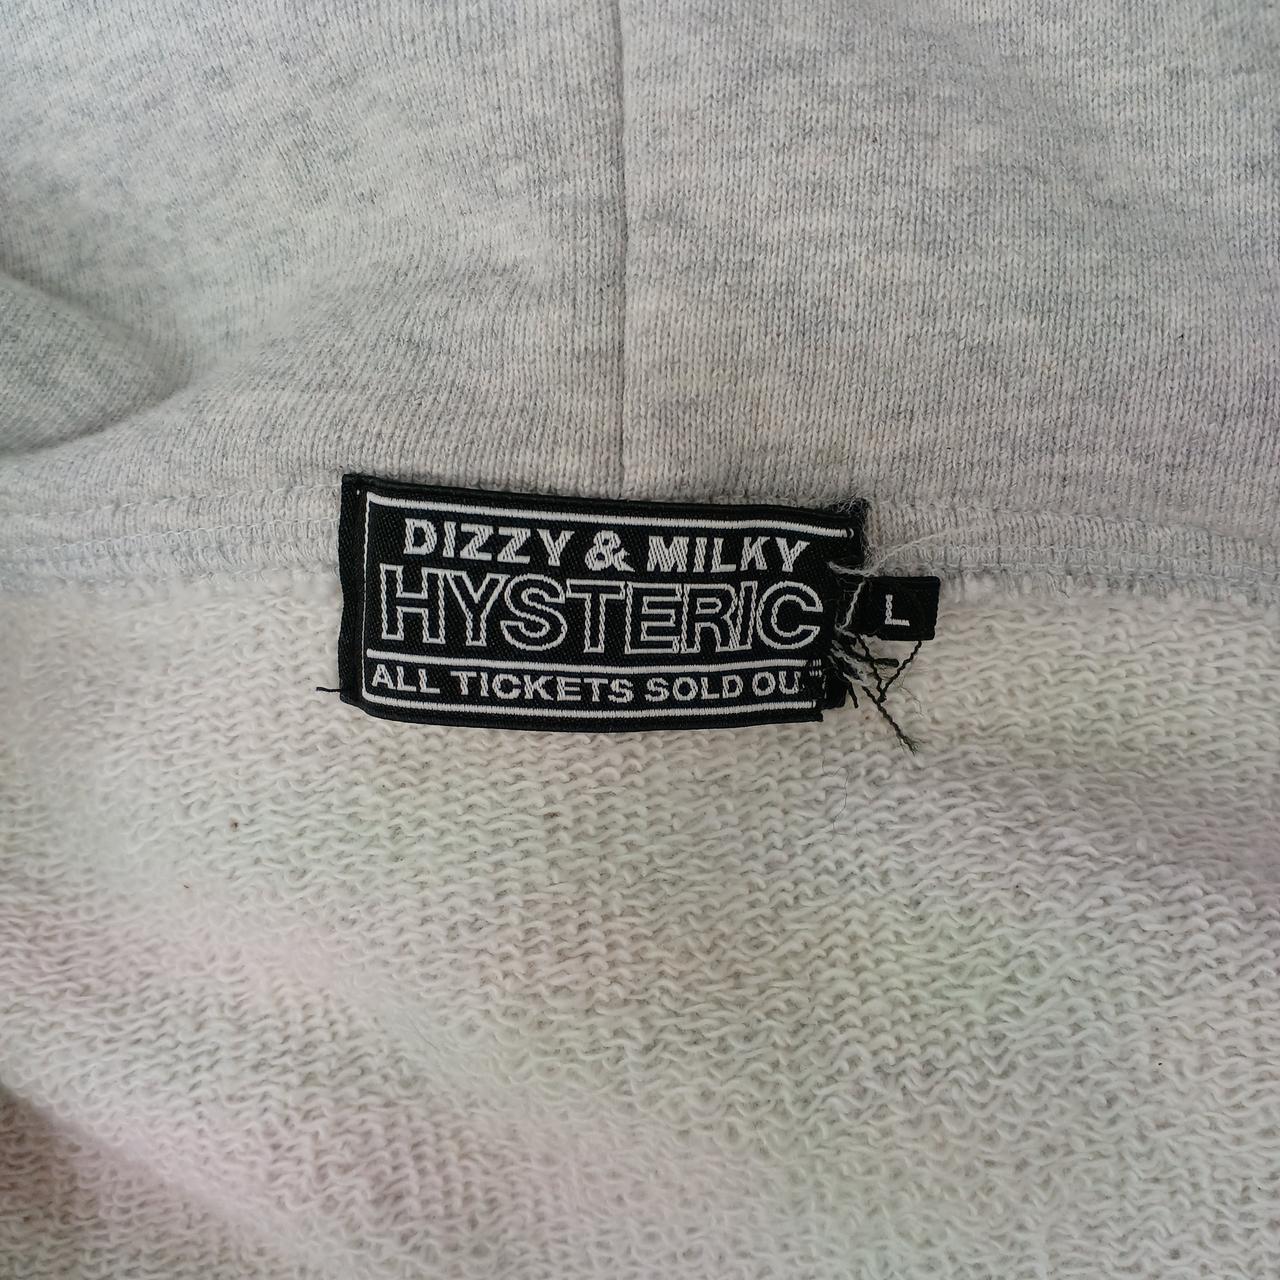 DIZZY & MILKY
HYSTERIC
ALL TICKETS SOLD OUT
L